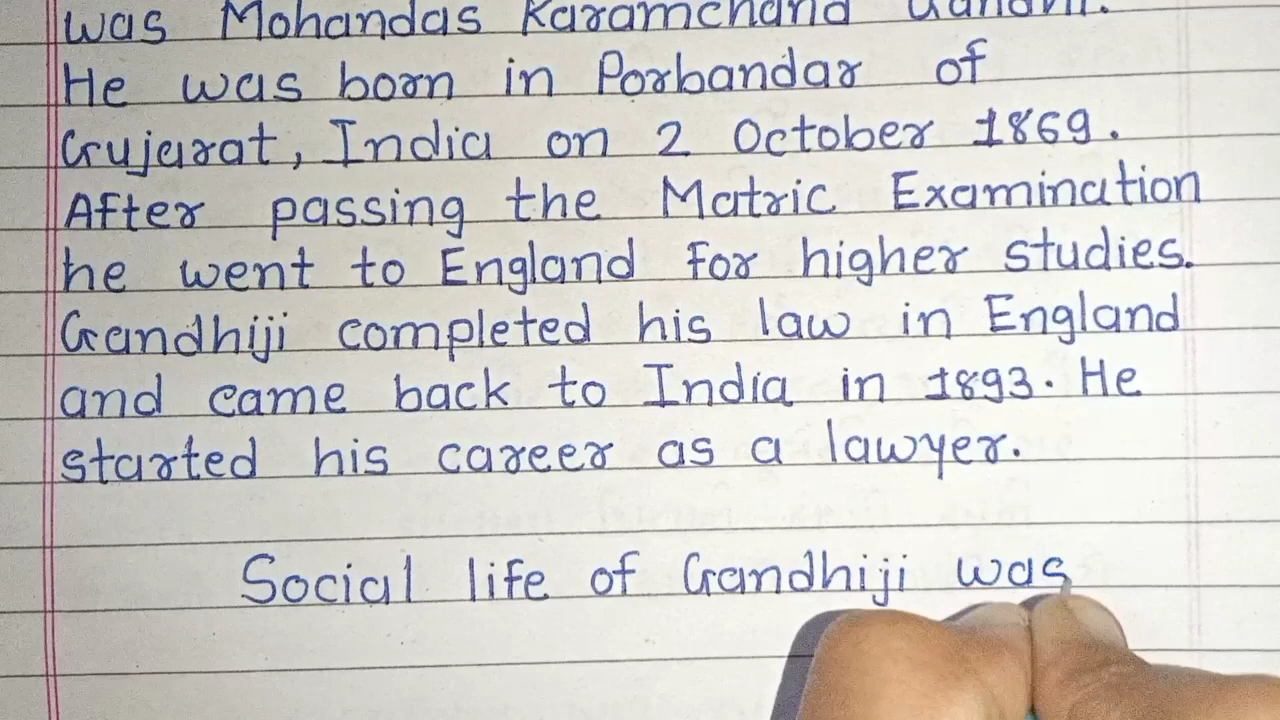 was Mohandas Karamchand Gandhi.
He was born in Porbandar of
Gujarat, India on 2 October 1869.
After passing the Matric Examination
he went to England for higher studies.
Gandhiji completed his law in England
and came back to India in 1893. He
started his career as a lawyer.
Social life of Gandhiji was